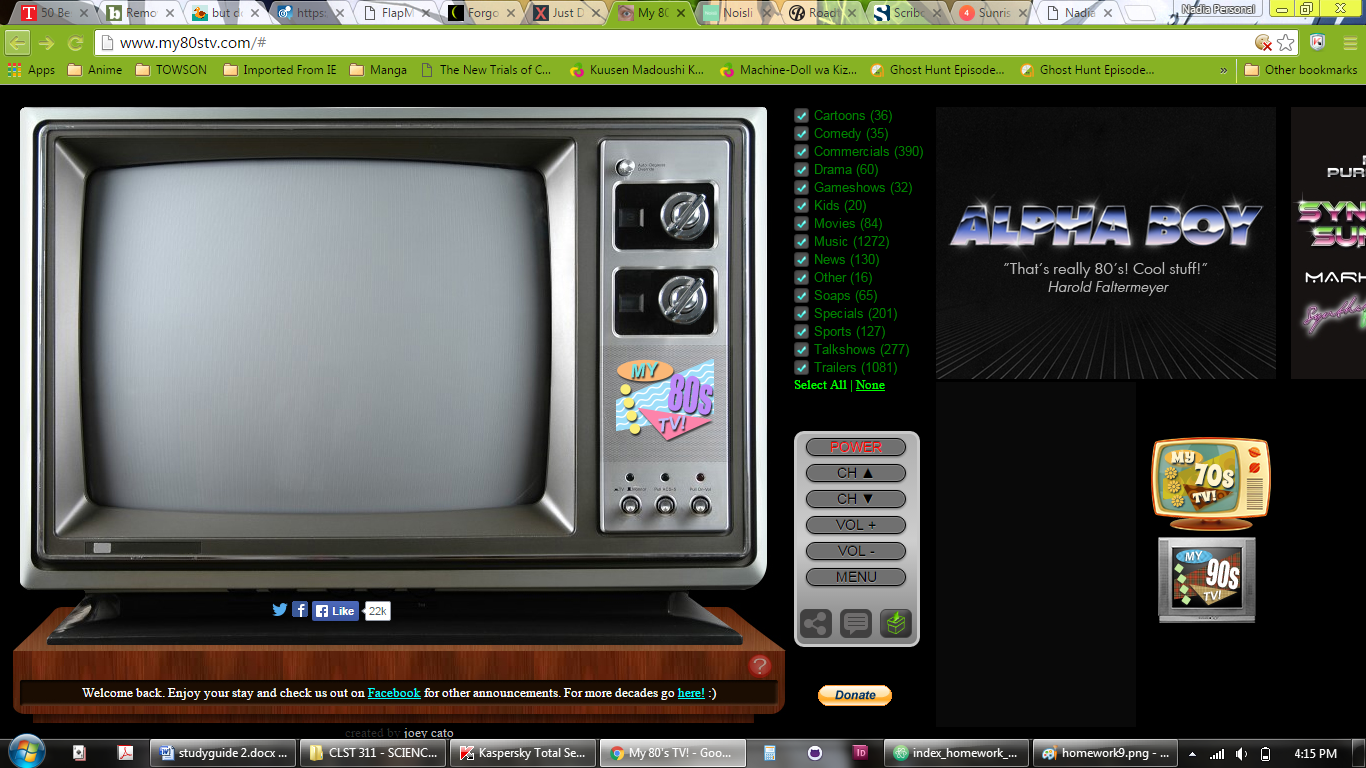 50 Be
Remo
but d
https:
FlapM
Forgo
Just D
My 80
Noisli
Road
Scrib
4 Sunris
Nadia
Nadia Personal
www.my80stv.com/#
Apps
Anime
TOWSON
Imported From IE
Manga
The New Trials of C...
Kuusen Madoushi K...
Machine-Doll wa Kiz...
Ghost Hunt Episode...
Ghost Hunt Episode...
»
Other bookmarks
MY
80s
TV!
Like
22k
?
Welcome back. Enjoy your stay and check us out on Facebook for other announcements. For more decades go here! :)
created by joey cato
Cartoons (36)
Comedy (35)
Commercials (390)
Drama (60)
Gameshows (32)
Kids (20)
Movies (84)
Music (1272)
News (130)
Other (16)
Soaps (65)
Specials (201)
Sports (127)
Talkshows (277)
Trailers (1081)
Select All | None
POWER
CH ▲
CH ▼
VOL +
VOL -
MENU
Donate
ALPHA BOY
“That’s really 80’s! Cool stuff!”
Harold Faltermeyer
PUR
SYN
SU
MARK
MY
70s
TV!
MY
90s
TV!
studyguide 2.docx ...
CLST 311 - SCIENC...
Kaspersky Total Se...
My 80's TV! - Goo...
index_homework_...
homework9.png - ...
4:15 PM